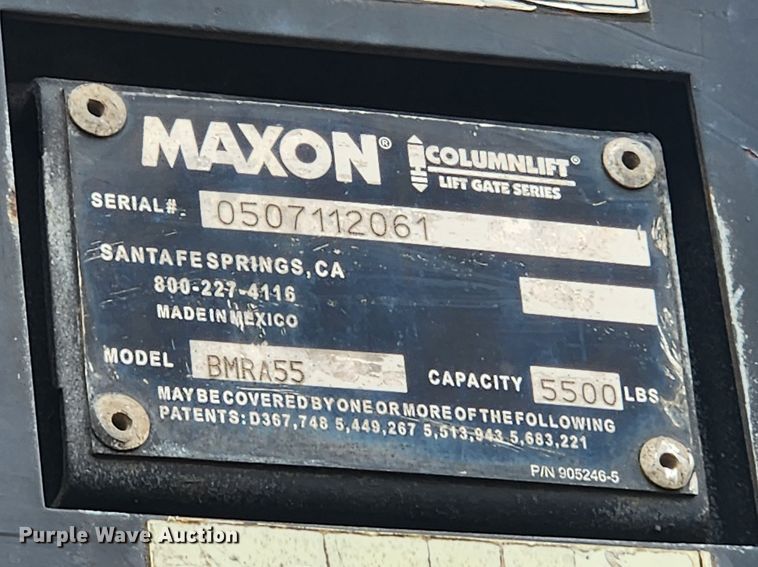 MAXON® COLUMNLIFT®
LIFT GATE SERIES
SERIAL#. 0507112061
SANTA FE SPRINGS, CA
800-227-4116
MADE IN MEXICO
MODEL BMRA55 CAPACITY 5500 LBS
MAY BE COVERED BY ONE OR MORE OF THE FOLLOWING
PATENTS: D367,748 5,449,267 5,513,943 5,683,221
P/N 905246-5
Purple Wave Auction